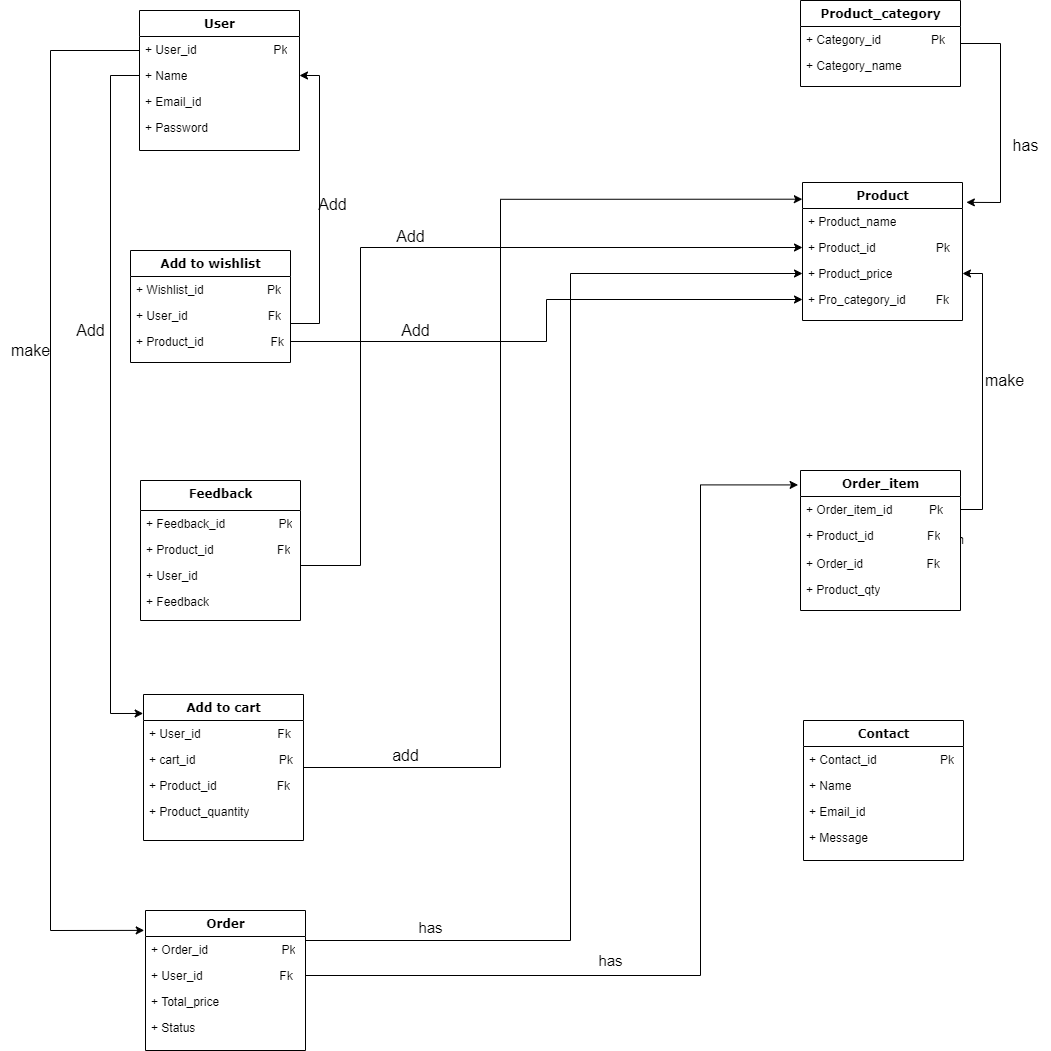 User
+ User_id Pk
+ Name
+ Email_id
+ Password
Product_category
+ Category_id Pk
+ Category_name
has
Add
Product
+ Product_name
+ Product_id Pk
+ Product_price
+ Pro_category_id Fk
Add
Add to wishlist
+ Wishlist_id Pk
+ User_id Fk
+ Product_id Fk
Add
Add
make
make
Feedback
+ Feedback_id Pk
+ Product_id Fk
+ User_id
+ Feedback
Order_item
+ Order_item_id Pk
+ Product_id Fk
+ Order_id Fk
+ Product_qty
Add to cart
+ User_id Fk
+ cart_id Pk
+ Product_id Fk
+ Product_quantity
add
Contact
+ Contact_id Pk
+ Name
+ Email_id
+ Message
Order
+ Order_id Pk
+ User_id Fk
+ Total_price
+ Status
has
has